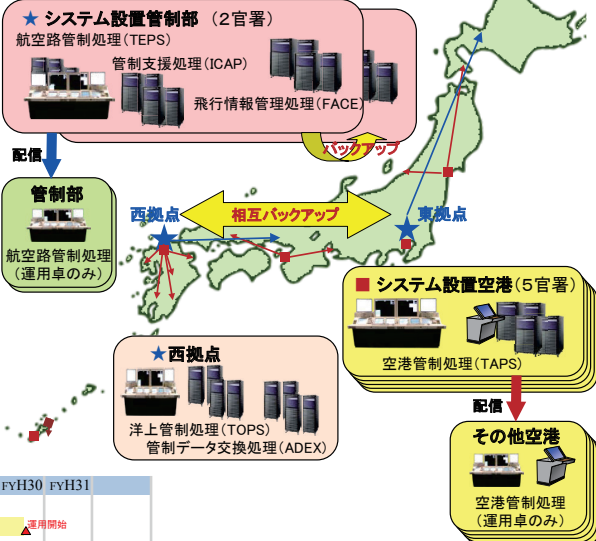 ★ システム設置管制部（２官署）
航空路管制処理（TEPS）
管制支援処理（ICAP）
飛行情報管理処理（FACE）
バックアップ
配信
管制部
航空路管制処理
（運用卓のみ）
西拠点
相互バックアップ
東拠点
■ システム設置空港（５官署）
空港管制処理（TAPS）
配信
その他空港
空港管制処理
（運用卓のみ）
★西拠点
洋上管制処理（TOPS）
管制データ交換処理（ADEX）
FYH30 FYH31
運用開始